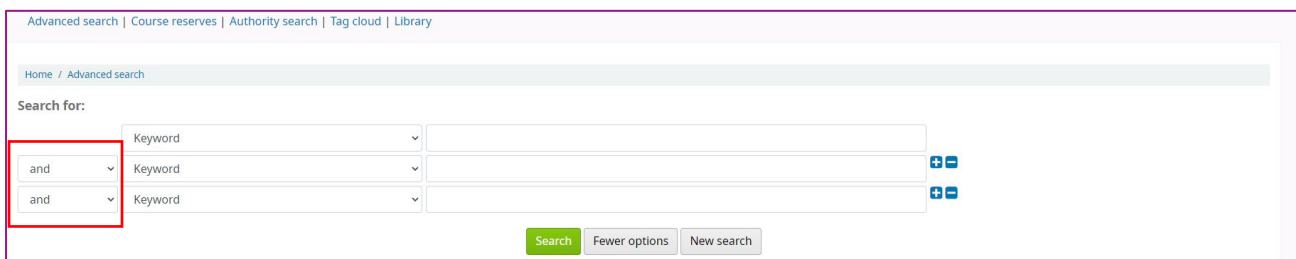 Advanced search | Course reserves | Authority search | Tag cloud | Library
Home / Advanced search
Search for:
Keyword
and Keyword
and Keyword
Search Fewer options New search